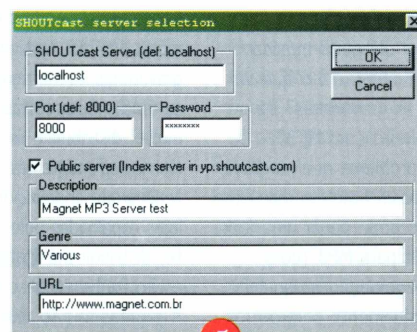 SHOUTcast server selection
SHOUTcast Server (def: localhost)
localhost
OK
Cancel
Port (def: 8000)
Password
8000
xxxxxxxx
Public server (Index server in yp.shoutcast.com)
Description
Magnet MP3 Server test
Genre
Various
URL
http://www.magnet.com.br